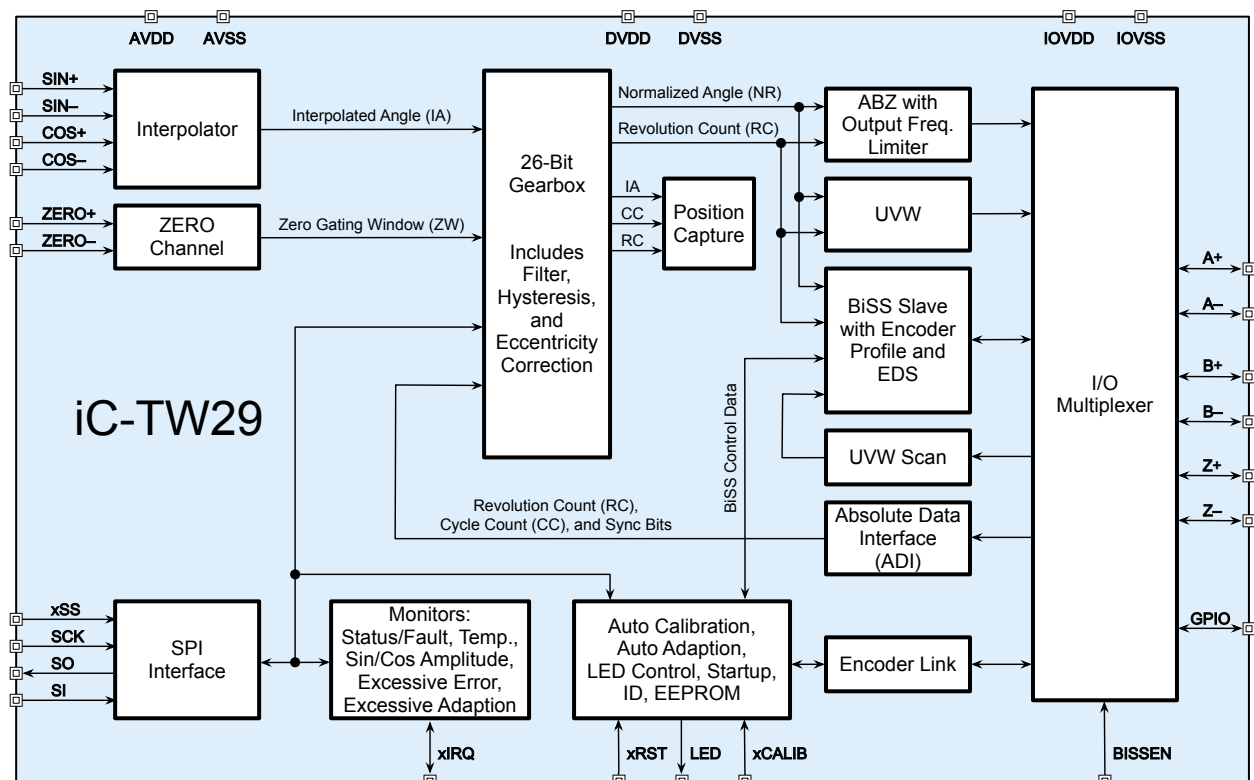 AVDD
AVSS
DVDD
DVSS
IOVDD
IOVSS
SIN+
SIN–
COS+
COS–
Interpolator
Interpolated Angle (IA)
ZERO+
ZERO–
ZERO
Channel
Zero Gating Window (ZW)
26-Bit
Gearbox
Includes
Filter,
Hysteresis,
and
Eccentricity
Correction
Normalized Angle (NR)
Revolution Count (RC)
IA
CC
RC
Position
Capture
ABZ with
Output Freq.
Limiter
UVW
BiSS Slave
with Encoder
Profile and
EDS
UVW Scan
Absolute Data
Interface
(ADI)
BiSS Control Data
Revolution Count (RC),
Cycle Count (CC), and Sync Bits
iC-TW29
I/O
Multiplexer
A+
A–
B+
B–
Z+
Z–
GPIO
xSS
SCK
SO
SI
SPI
Interface
Monitors:
Status/Fault, Temp.,
Sin/Cos Amplitude,
Excessive Error,
Excessive Adaption
Auto Calibration,
Auto Adaption,
LED Control, Startup,
ID, EEPROM
Encoder Link
xIRQ
xRST
LED
xCALIB
BISSEN